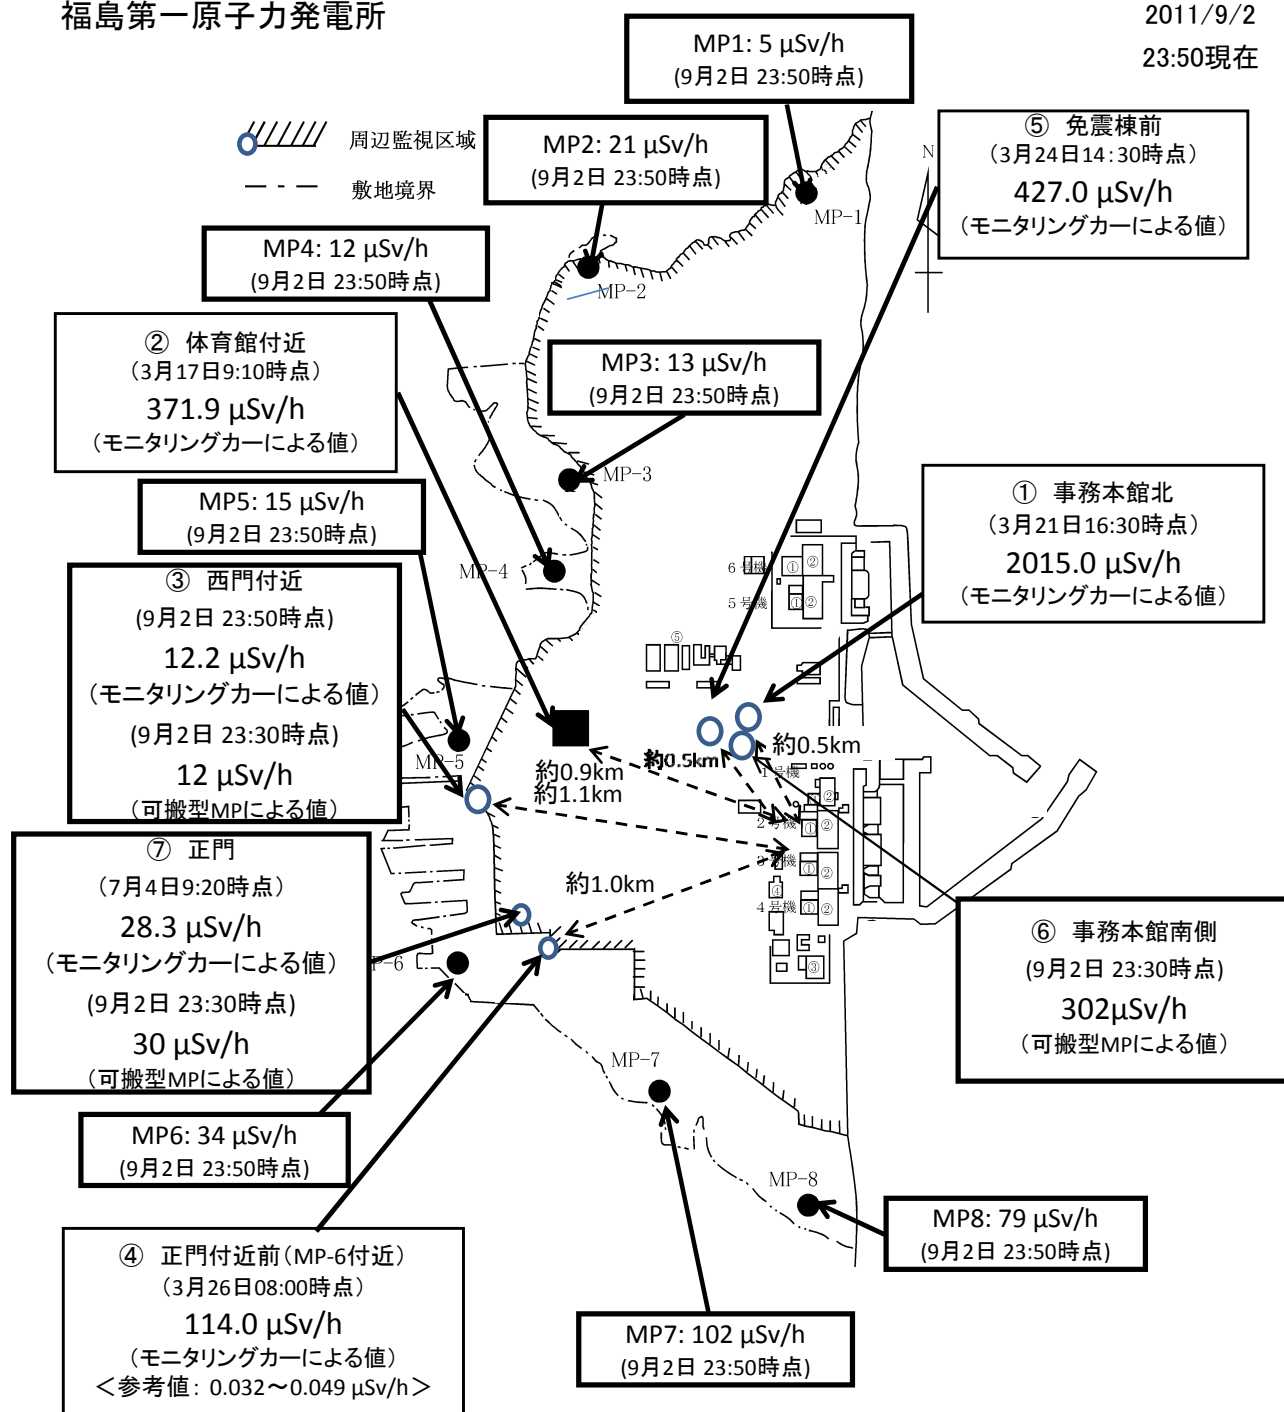 福島第一原子力発電所
2011/9/2
23:50現在
MP1: 5 μSv/h
(9月2日 23:50時点)
周辺監視区域
敷地境界
MP2: 21 μSv/h
(9月2日 23:50時点)
⑤ 免震棟前
(3月24日14:30時点)
427.0 μSv/h
(モニタリングカーによる値)
N
MP-1
MP4: 12 μSv/h
(9月2日 23:50時点)
MP-2
② 体育館付近
(3月17日9:10時点)
371.9 μSv/h
(モニタリングカーによる値)
MP3: 13 μSv/h
(9月2日 23:50時点)
MP-3
MP5: 15 μSv/h
(9月2日 23:50時点)
① 事務本館北
(3月21日16:30時点)
2015.0 μSv/h
(モニタリングカーによる値)
MP-4
6号機
① ②
5号機
① ②
③ 西門付近
(9月2日 23:50時点)
12.2 μSv/h
(モニタリングカーによる値)
(9月2日 23:30時点)
12 μSv/h
(可搬型MPによる値)
⑤
MP-5
約0.5km
約0.5km
約0.9km
約1.1km
1号機
②
2号機
① ②
3号機
① ②
④
4号機
① ②
③
約1.0km
⑦ 正門
(7月4日9:20時点)
28.3 μSv/h
(モニタリングカーによる値)
(9月2日 23:30時点)
30 μSv/h
(可搬型MPによる値)
P-6
⑥ 事務本館南側
(9月2日 23:30時点)
302μSv/h
(可搬型MPによる値)
MP-7
MP6: 34 μSv/h
(9月2日 23:50時点)
MP-8
MP8: 79 μSv/h
(9月2日 23:50時点)
④ 正門付近前(MP-6付近)
(3月26日08:00時点)
114.0 μSv/h
(モニタリングカーによる値)
＜参考値: 0.032～0.049 μSv/h＞
MP7: 102 μSv/h
(9月2日 23:50時点)